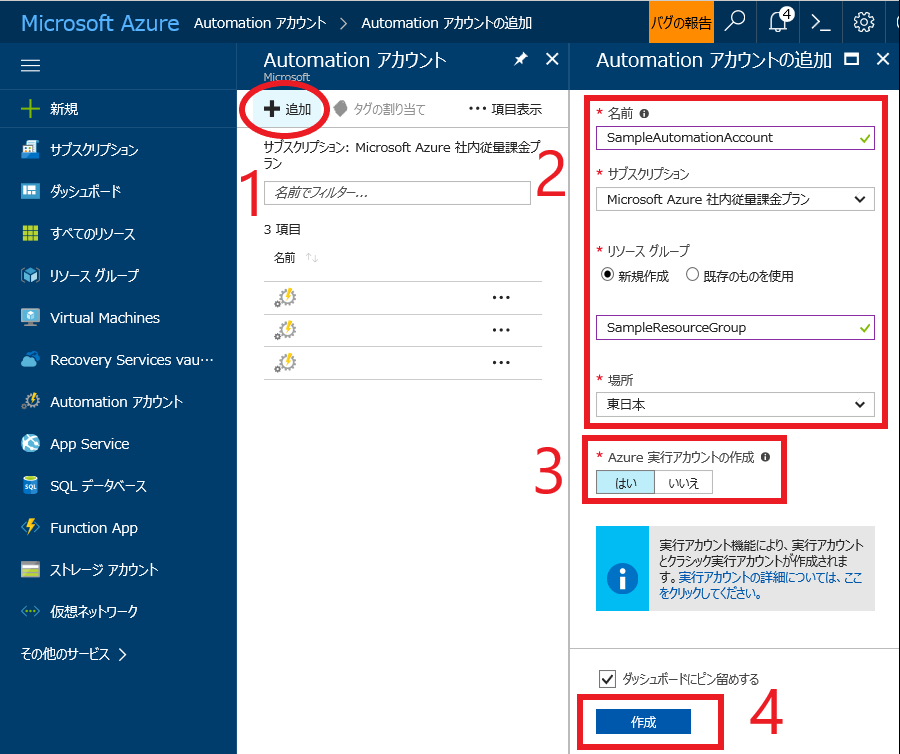 Microsoft Azure Automation アカウント > Automation アカウントの追加 バグの報告 4
新規
サブスクリプション
ダッシュボード
すべてのリソース
リソース グループ
Virtual Machines
Recovery Services vau…
Automation アカウント
App Service
SQL データベース
Function App
ストレージ アカウント
仮想ネットワーク
その他のサービス >
Automation アカウント
Microsoft
追加 タグの割り当て ••• 項目表示
1
サブスクリプション: Microsoft Azure 社内従量課金プ
ラン
名前でフィルター...
3 項目
名前 ↑↓
•••
•••
•••
Automation アカウントの追加
2
* 名前
SampleAutomationAccount
* サブスクリプション
Microsoft Azure 社内従量課金プラン
* リソース グループ
新規作成 既存のものを使用
SampleResourceGroup
* 場所
東日本
3
* Azure 実行アカウントの作成
はい いいえ
実行アカウント機能により、実行アカウント
とクラシック実行アカウントが作成されま
す。実行アカウントの詳細については、ここ
をクリックしてください。
ダッシュボードにピン留めする
作成
4